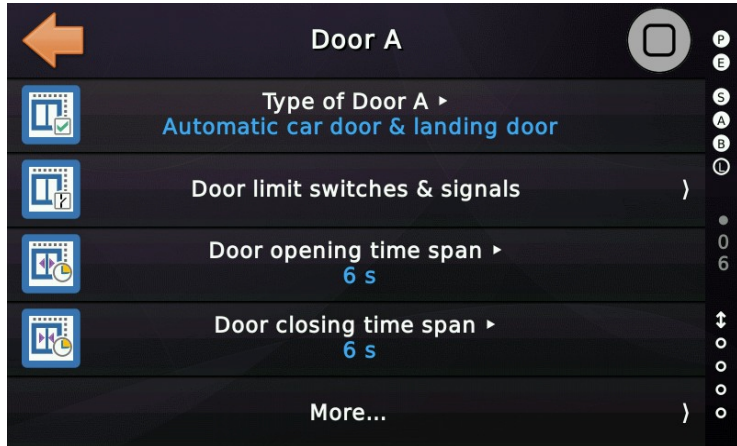 Door A
Type of Door A ▸
Automatic car door & landing door
Door limit switches & signals ⟩
Door opening time span ▸
6 s
Door closing time span ▸
6 s
More... ⟩
P
E
S
A
B
L
0
6